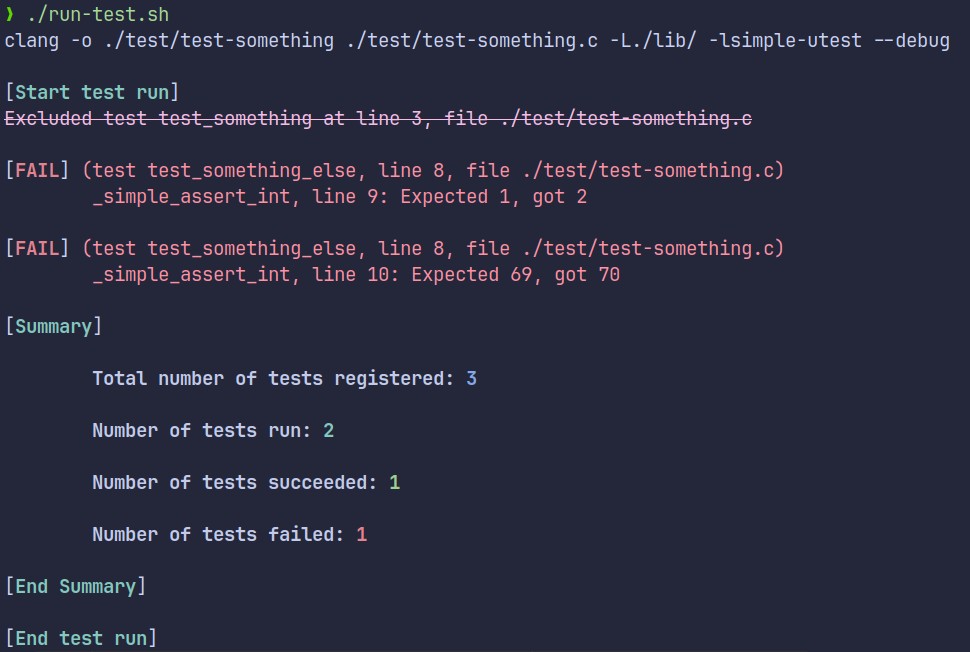 ❯ ./run-test.sh
clang -o ./test/test-something ./test/test-something.c -L./lib/ -lsimple-utest --debug
[Start test run]
Excluded test test_something at line 3, file ./test/test-something.c
[FAIL] (test test_something_else, line 8, file ./test/test-something.c)
_simple_assert_int, line 9: Expected 1, got 2
[FAIL] (test test_something_else, line 8, file ./test/test-something.c)
_simple_assert_int, line 10: Expected 69, got 70
[Summary]
Total number of tests registered: 3
Number of tests run: 2
Number of tests succeeded: 1
Number of tests failed: 1
[End Summary]
[End test run]